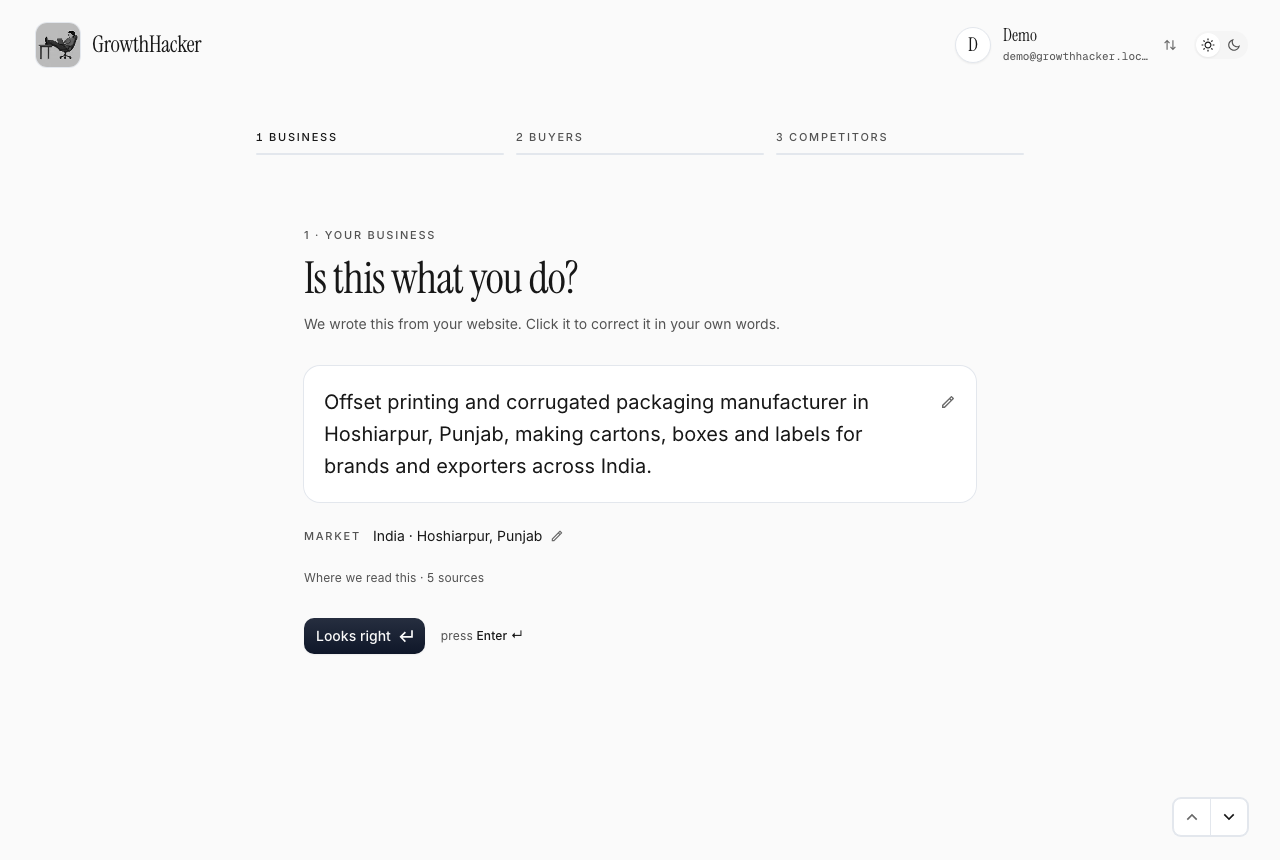 GrowthHacker
D
Demo
demo@growthhacker.loc…
1 BUSINESS
2 BUYERS
3 COMPETITORS
1 · YOUR BUSINESS
Is this what you do?
We wrote this from your website. Click it to correct it in your own words.
Offset printing and corrugated packaging manufacturer in
Hoshiarpur, Punjab, making cartons, boxes and labels for
brands and exporters across India.
MARKET India · Hoshiarpur, Punjab
Where we read this · 5 sources
Looks right ↵ press Enter ↵